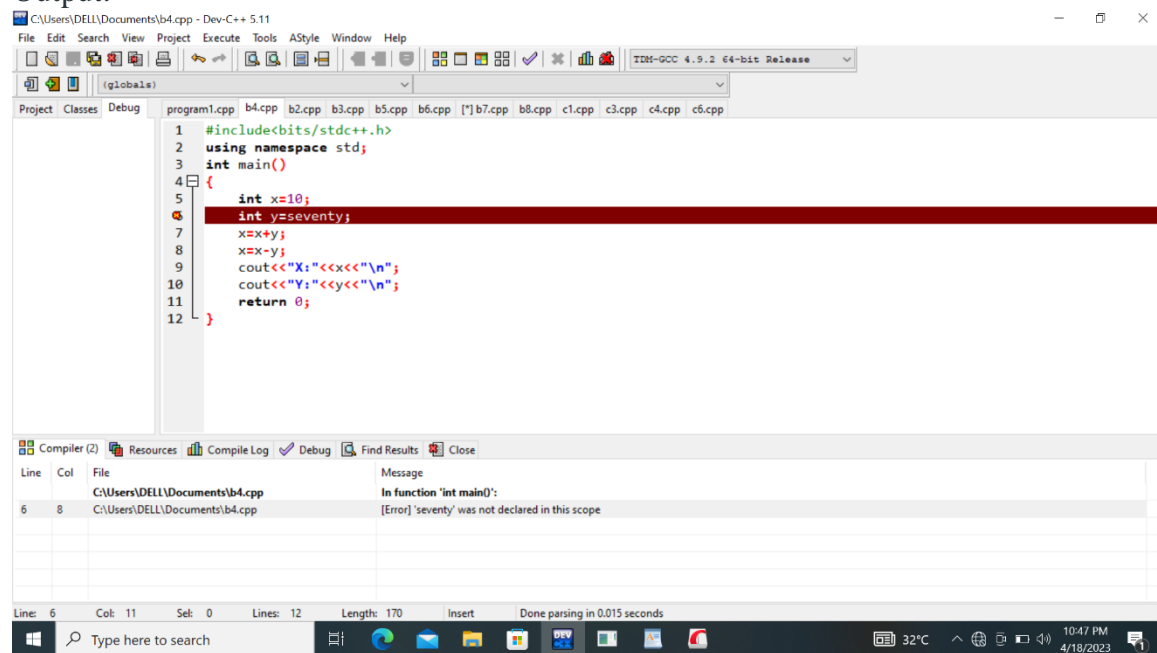 Output:
C:\Users\DELL\Documents\b4.cpp - Dev-C++ 5.11
File Edit Search View Project Execute Tools AStyle Window Help
TDM-GCC 4.9.2 64-bit Release
(globals)
Project Classes Debug program1.cpp b4.cpp b2.cpp b3.cpp b5.cpp b6.cpp [*] b7.cpp b8.cpp c1.cpp c3.cpp c4.cpp c6.cpp
1 #include<bits/stdc++.h>
2 using namespace std;
3 int main()
4 {
5 int x=10;
int y=seventy;
7 x=x+y;
8 x=x-y;
9 cout<<"X:"<<x<<"\n";
10 cout<<"Y:"<<y<<"\n";
11 return 0;
12 }
Compiler (2) Resources Compile Log Debug Find Results Close
Line Col File Message
C:\Users\DELL\Documents\b4.cpp In function 'int main()':
6 8 C:\Users\DELL\Documents\b4.cpp [Error] 'seventy' was not declared in this scope
Line: 6 Col: 11 Sel: 0 Lines: 12 Length: 170 Insert Done parsing in 0.015 seconds
Type here to search DEV 32°C 10:47 PM
4/18/2023